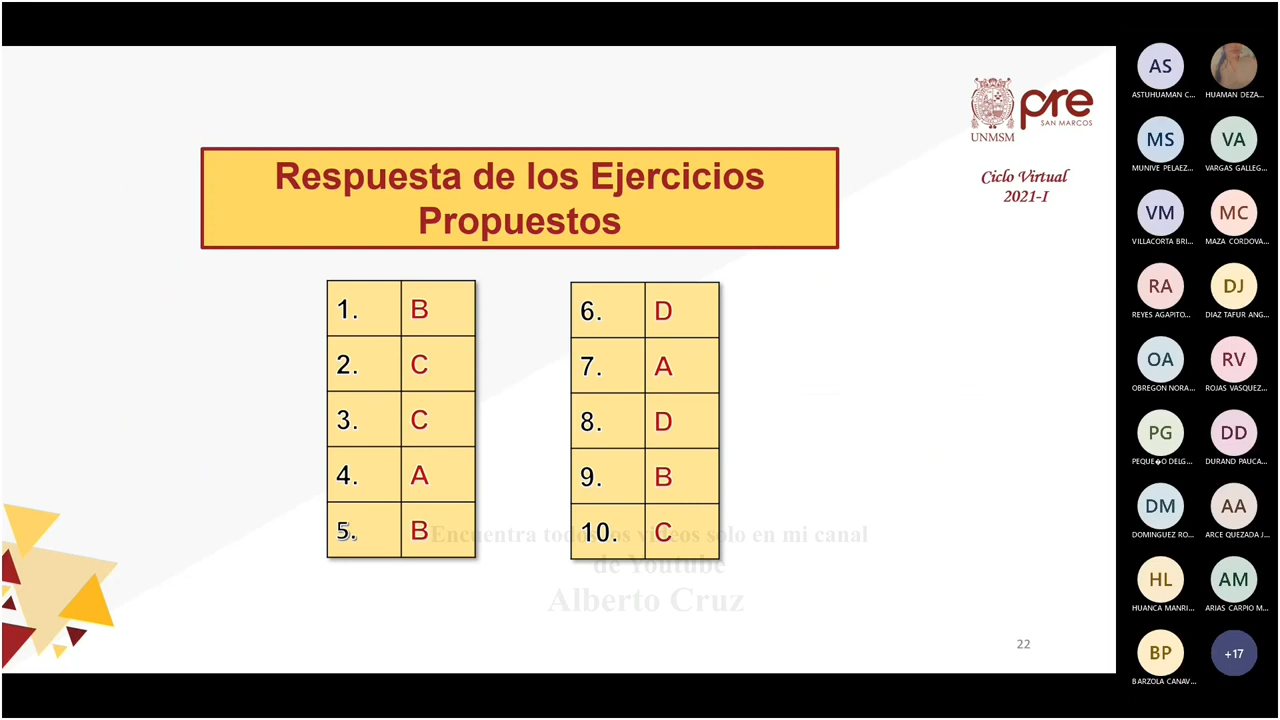 Respuesta de los Ejercicios
Propuestos
UNMSM
pre
SAN MARCOS
Ciclo Virtual
2021-I
1. B
2. C
3. C
4. A
5. B
6. D
7. A
8. D
9. B
10. C
Encuentra todos los videos solo en mi canal
de Youtube
Alberto Cruz
22
AS
ASTUHUAMAN C...
HUAMAN DEZA...
MS
MUNIVE PELAEZ...
VA
VARGAS GALLEG...
VM
VILLACORTA BRI...
MC
MAZA CORDOVA...
RA
REYES AGAPITO...
DJ
DIAZ TAFUR ANG...
OA
OBREGON NORA...
RV
ROJAS VASQUEZ...
PG
PEQUE�O DELG...
DD
DURAND PAUCA...
DM
DOMINGUEZ RO...
AA
ARCE QUEZADA J...
HL
HUANCA MANRI...
AM
ARIAS CARPIO M...
BP
BARZOLA CANAV...
+17